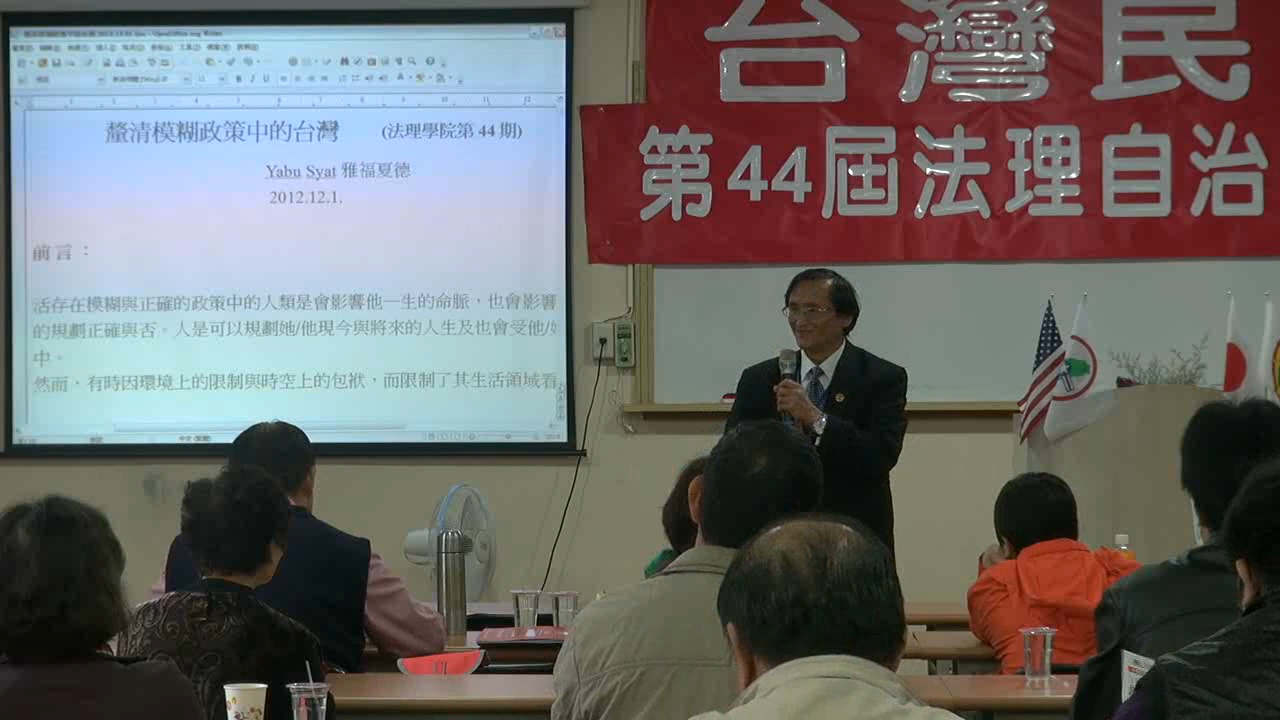 釐清模糊政策中的台灣 (法理學院第 44 期)
Yabu Syat 雅福夏德
2012.12.1.
前言：
活存在模糊與正確的政策中的人類是會影響他一生的命脈，也會影響
的規劃正確與否。人是可以規劃她/他現今與將來的人生及也會受他/
中。
然而，有時因環境上的限制與時空上的包袱，而限制了其生活領域看
台灣民
第44屆法理自治